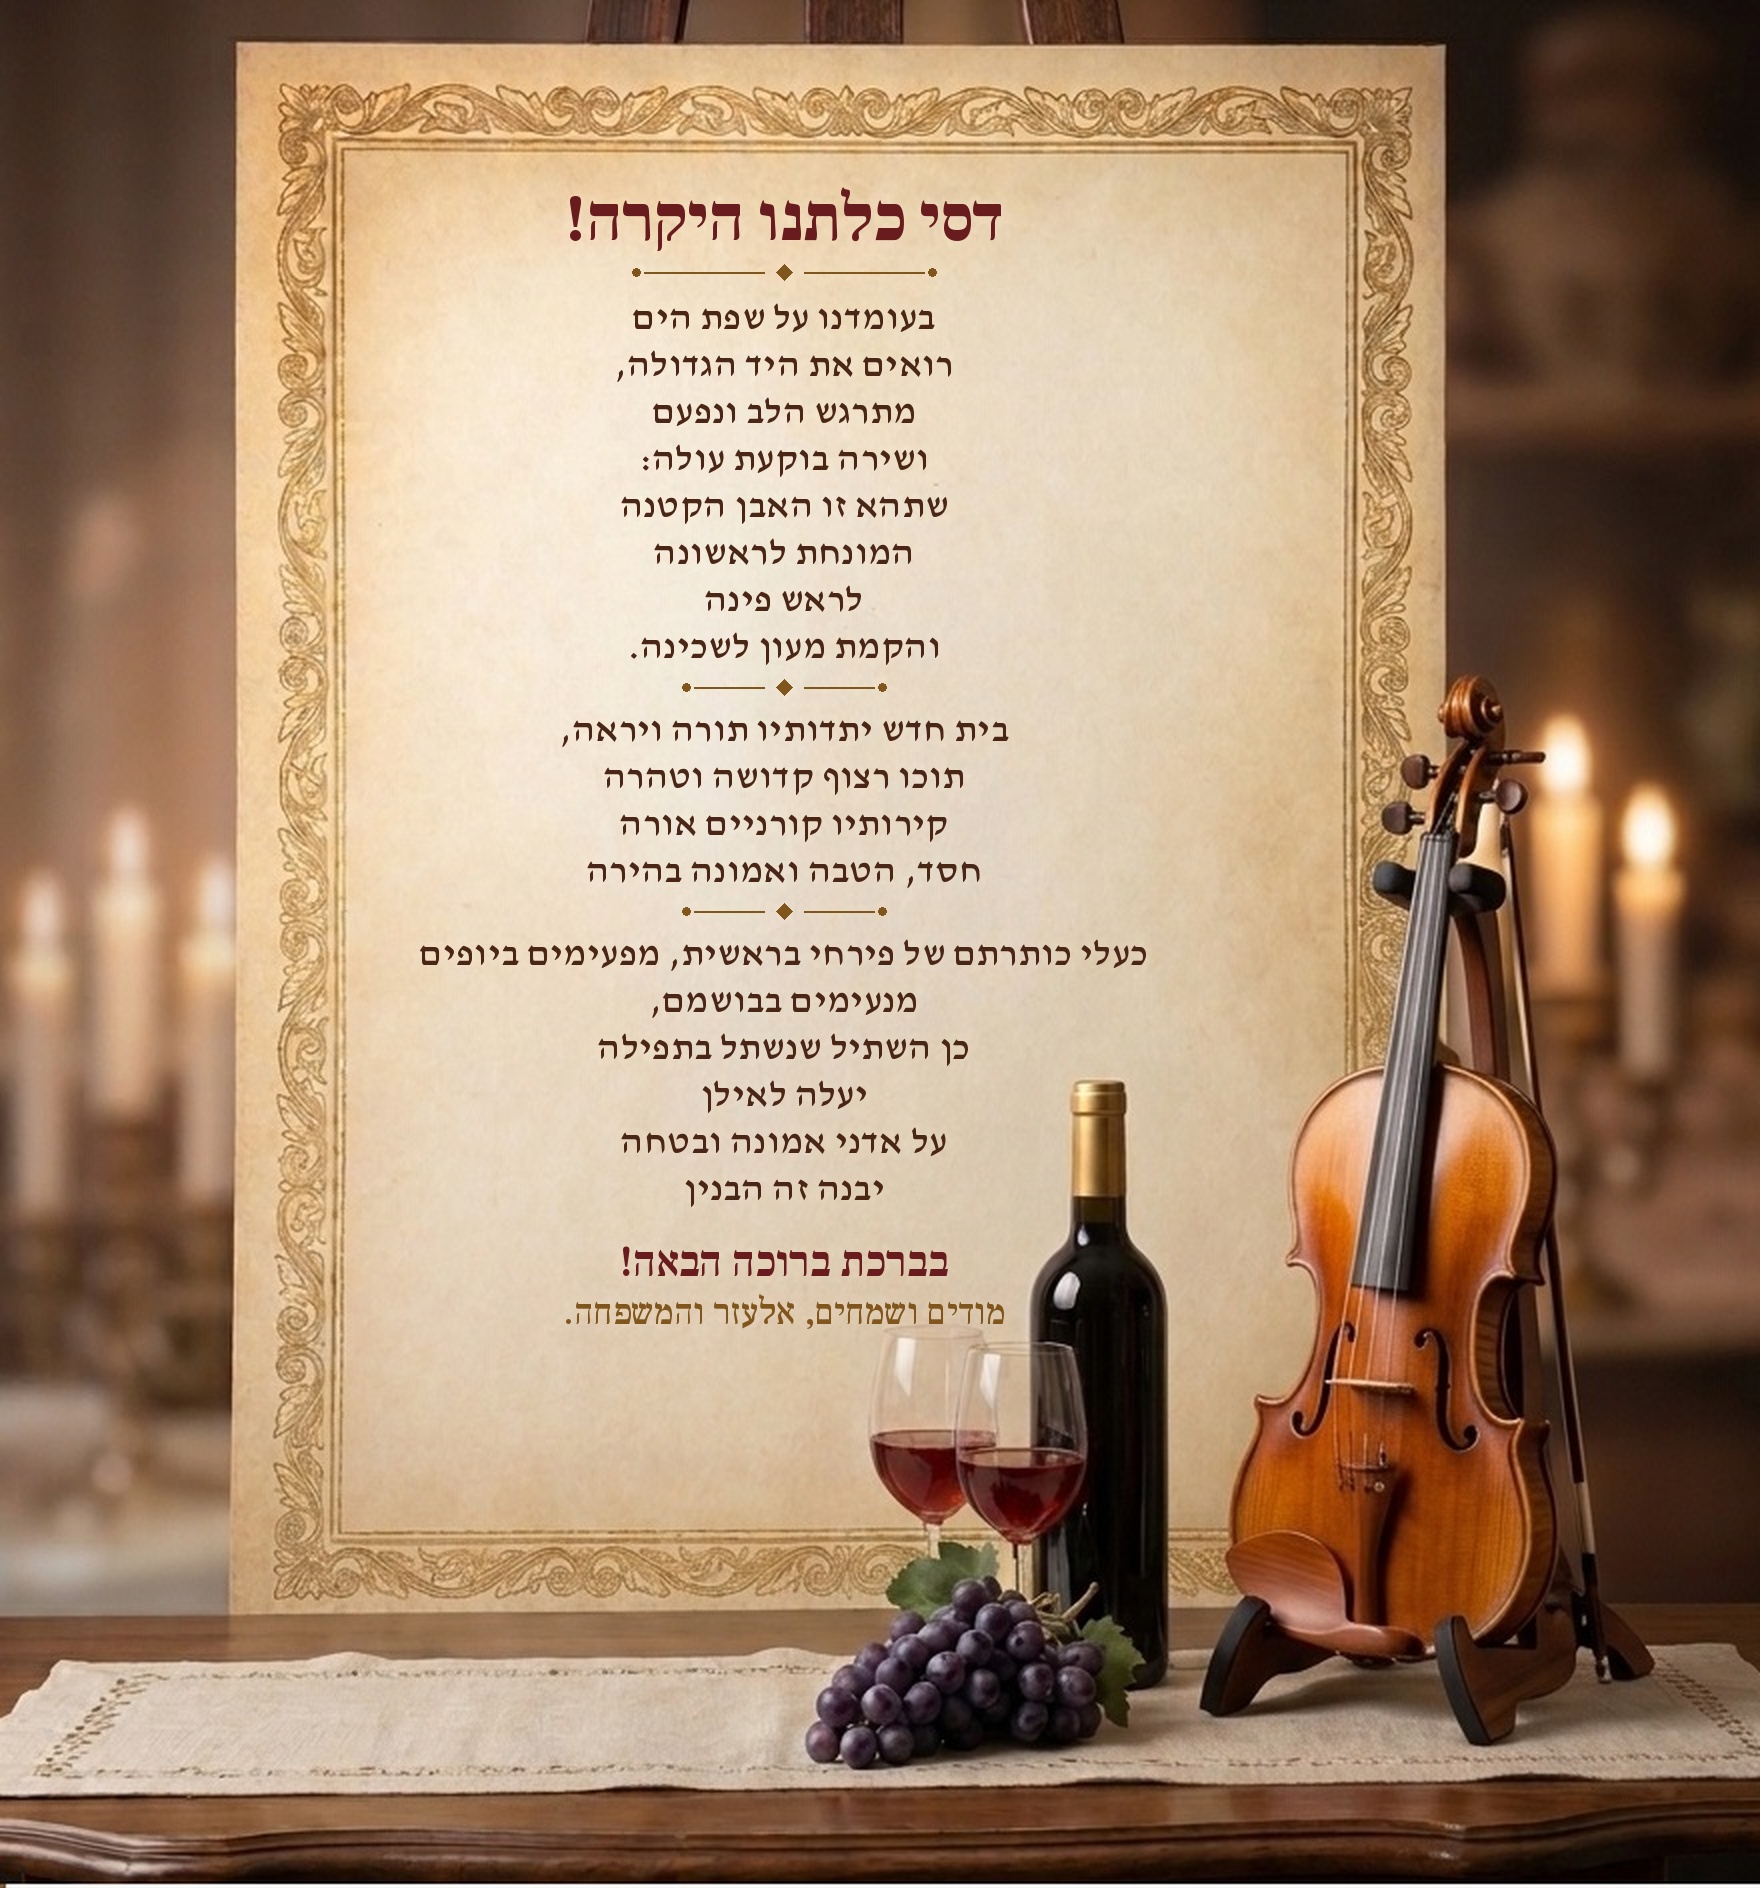 דסי כלתנו היקרה!
בעומדנו על שפת הים
רואים את היד הגדולה,
מתרגש הלב ונפעם
ושירה בוקעת עולה:
שתהא זו האבן הקטנה
המונחת לראשונה
לראש פינה
והקמת מעון לשכינה.
בית חדש יתדותיו תורה ויראה,
תוכו רצוף קדושה וטהרה
קירותיו קורניים אורה
חסד, הטבה ואמונה בהירה
כעלי כותרתם של פירחי בראשית, מפעימים ביופים
מנעימים בבושמם,
כן השתיל שנשתל בתפילה
יעלה לאילן
על אדני אמונה ובטחה
יבנה זה הבנין
בברכת ברוכה הבאה!
מודים ושמחים, אלעזר והמשפחה.